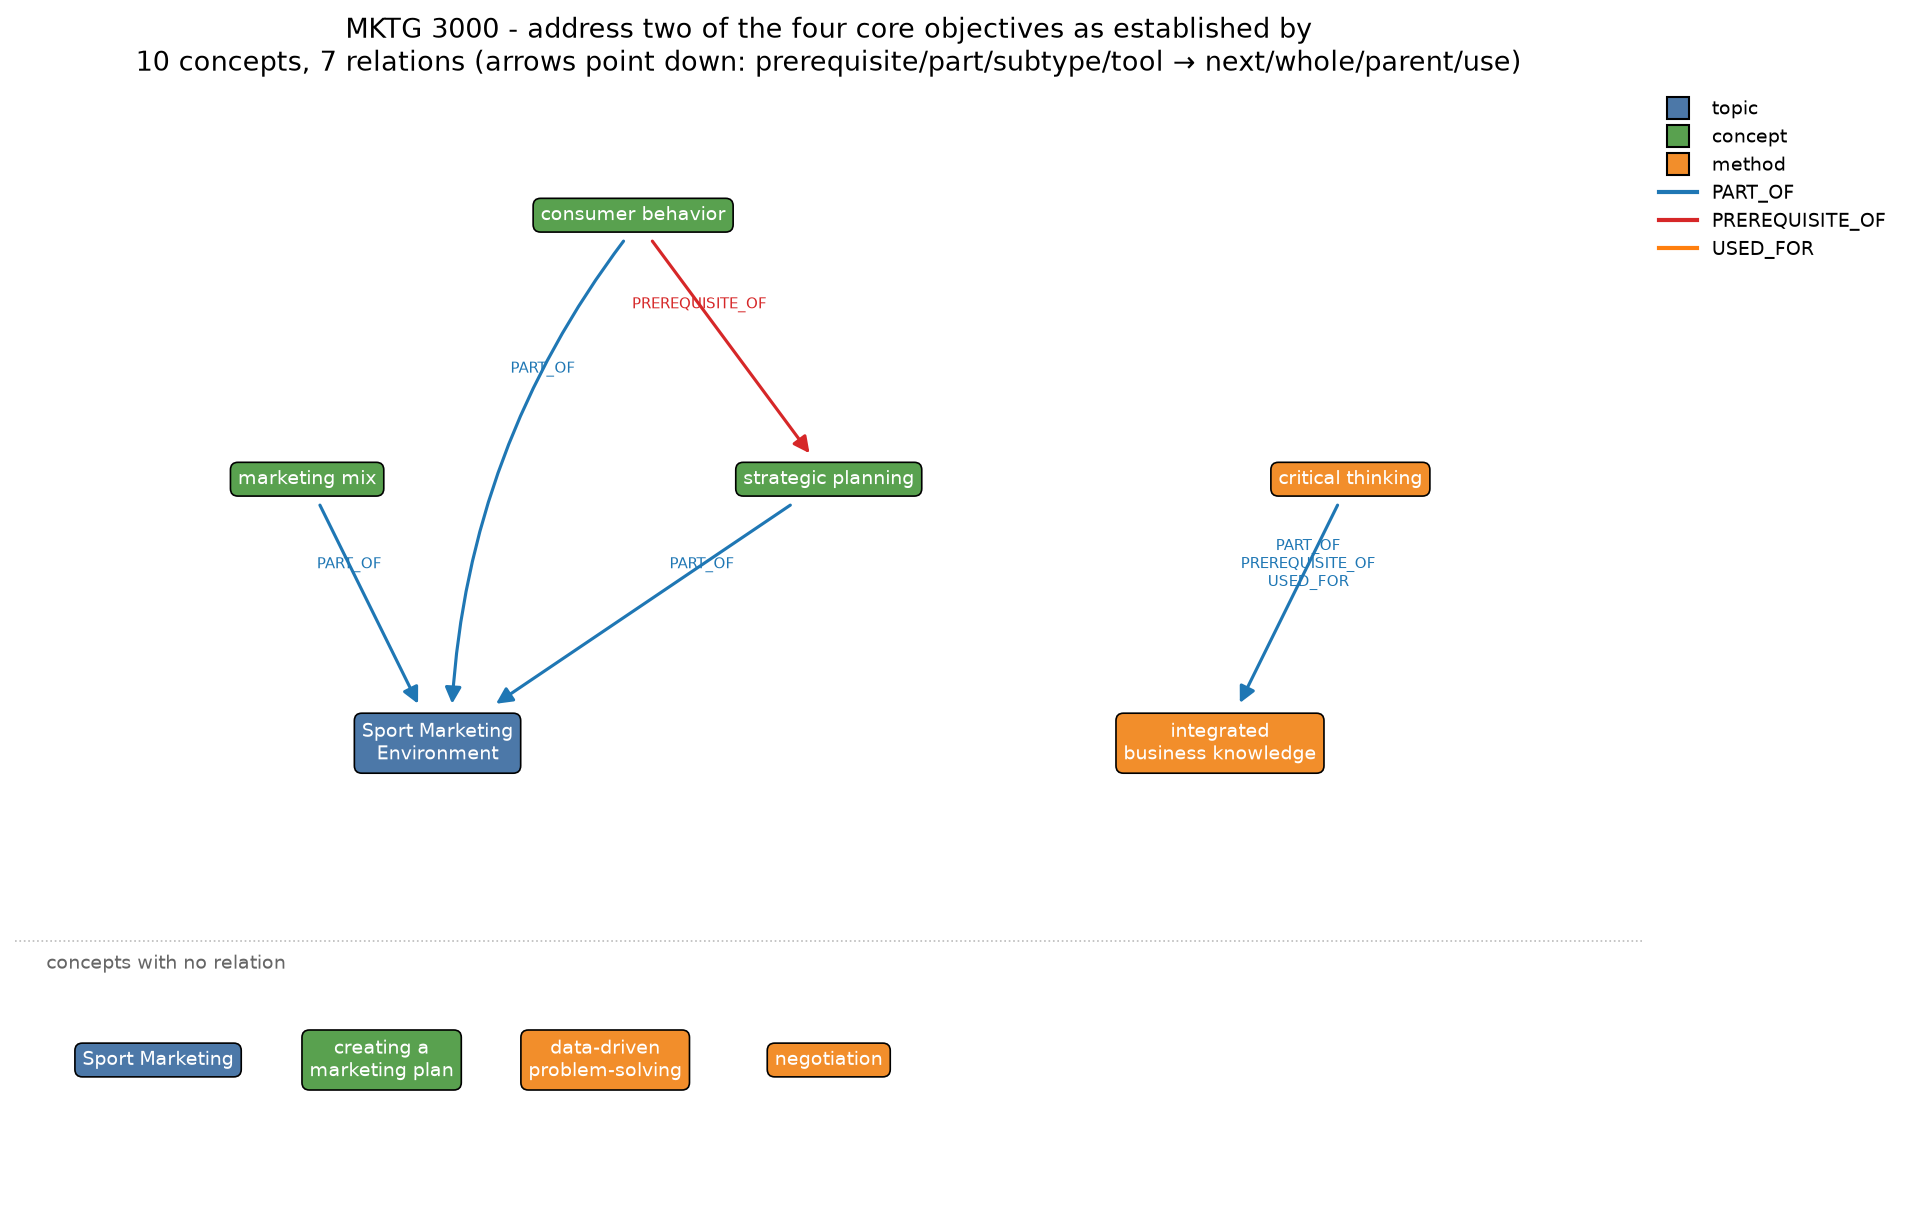 MKTG 3000 - address two of the four core objectives as established by
10 concepts, 7 relations (arrows point down: prerequisite/part/subtype/tool → next/whole/parent/use)
topic
concept
method
PART_OF
PREREQUISITE_OF
USED_FOR
consumer behavior
PREREQUISITE_OF
PART_OF
marketing mix
strategic planning
critical thinking
PART_OF
PART_OF
PART_OF
PREREQUISITE_OF
USED_FOR
Sport Marketing
Environment
integrated
business knowledge
concepts with no relation
Sport Marketing
creating a
marketing plan
data-driven
problem-solving
negotiation